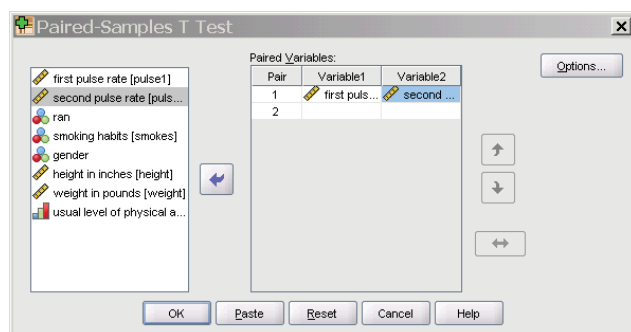 Paired-Samples T Test
Paired Variables:
Pair Variable1 Variable2
1 first puls... second ...
2
first pulse rate [pulse1]
second pulse rate [puls...
ran
smoking habits [smokes]
gender
height in inches [height]
weight in pounds [weight]
usual level of physical a...
Options...
OK Paste Reset Cancel Help